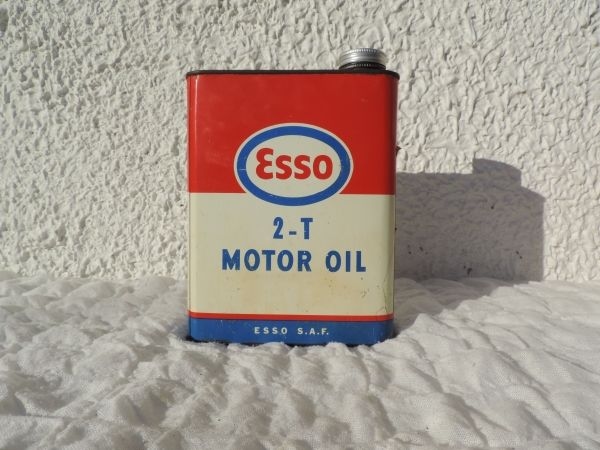 Esso
2-T
MOTOR OIL
ESSO S.A.F.